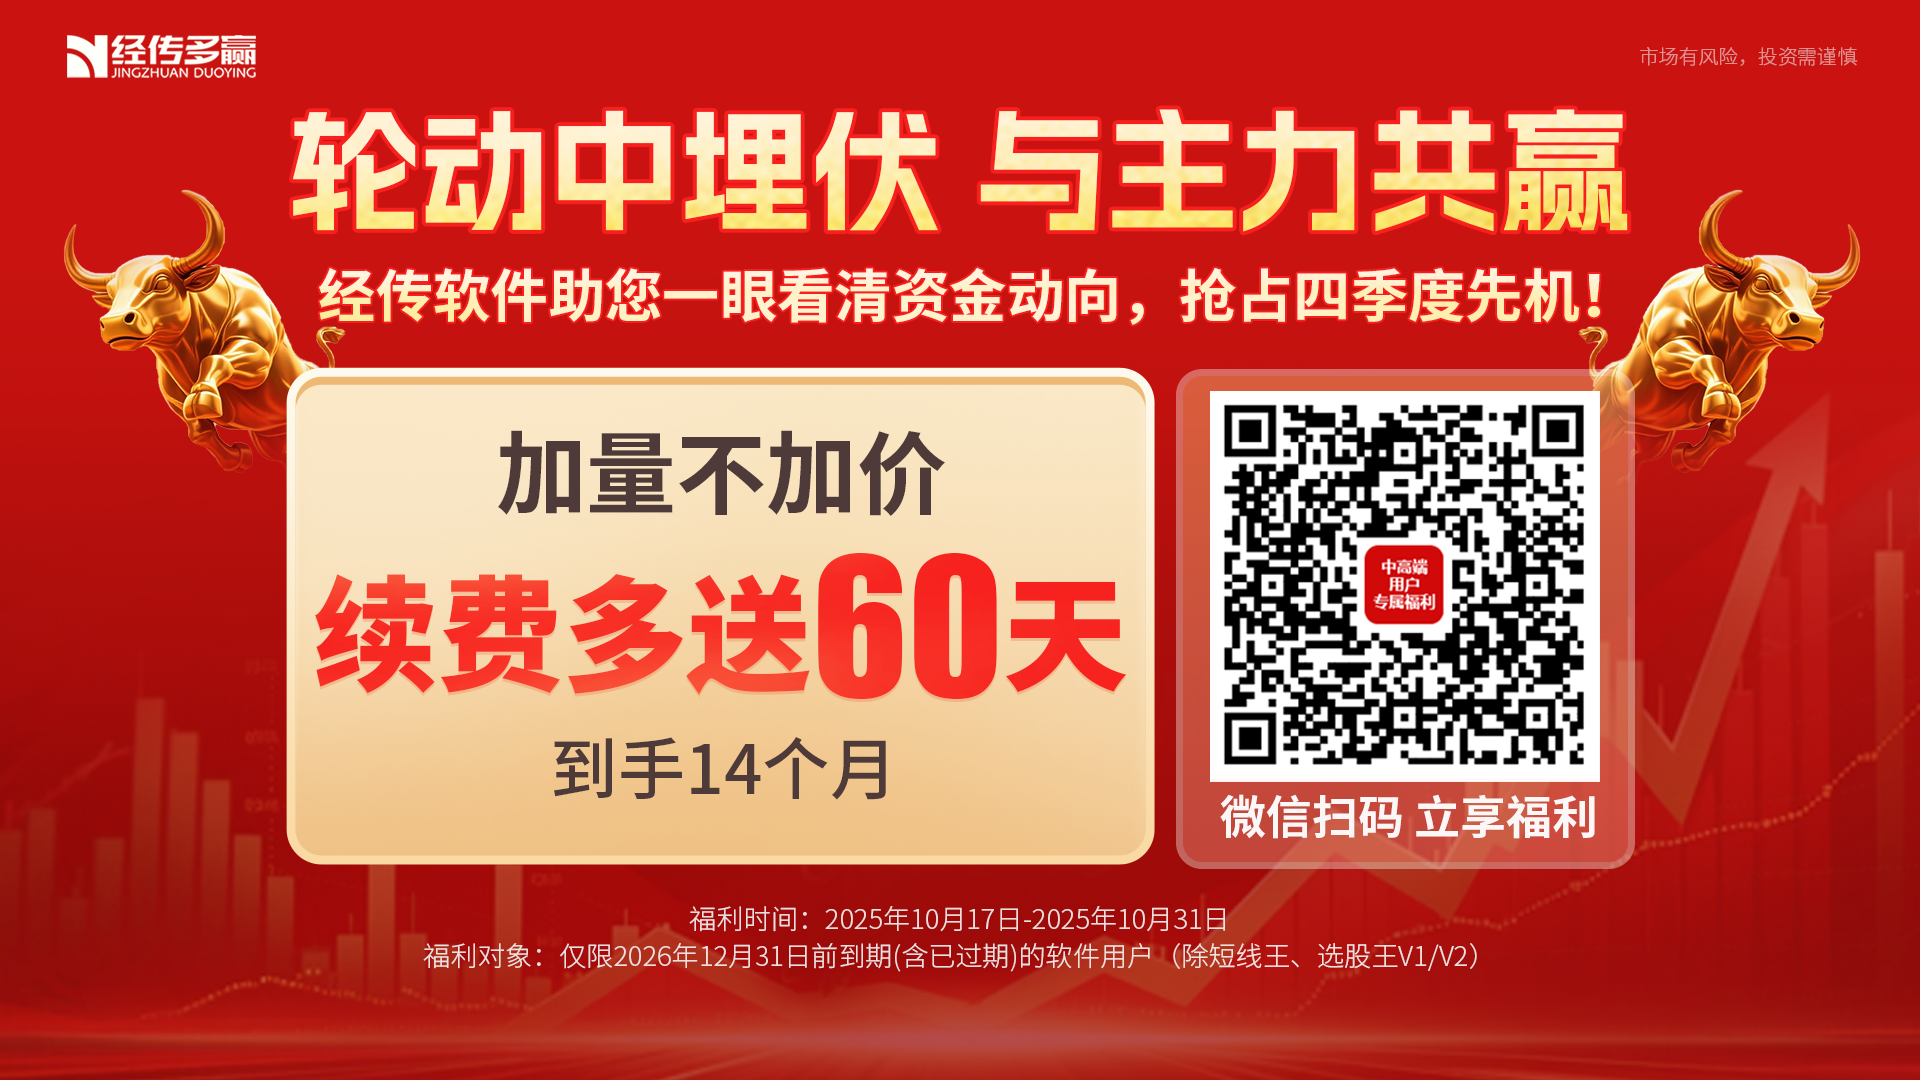 经传多赢
JINGZHUAN DUOYING
市场有风险，投资需谨慎
轮动中埋伏 与主力共赢
经传软件助您一眼看清资金动向，抢占四季度先机！
加量不加价
续费多送60天
到手14个月
中高端
用户
专属福利
微信扫码 立享福利
福利时间：2025年10月17日-2025年10月31日
福利对象：仅限2026年12月31日前到期(含已过期)的软件用户（除短线王、选股王V1/V2）